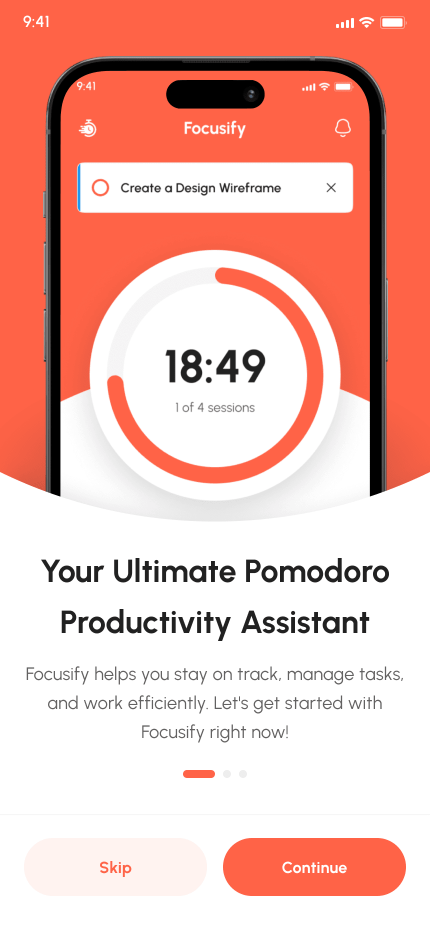 9:41
9:41
Focusify
Create a Design Wireframe
18:49
1 of 4 sessions
Your Ultimate Pomodoro
Productivity Assistant
Focusify helps you stay on track, manage tasks,
and work efficiently. Let's get started with
Focusify right now!
Skip
Continue